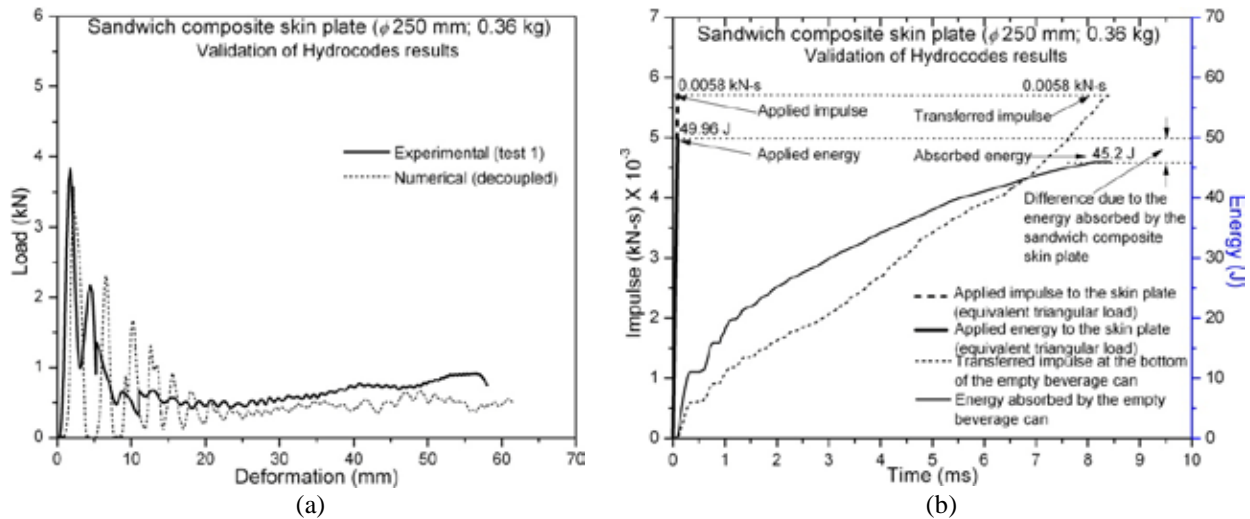 Sandwich composite skin plate (ϕ250 mm; 0.36 kg)
Validation of Hydrocodes results
Experimental (test 1)
Numerical (decoupled)
Load (kN)
6
5
4
3
2
1
0
0 10 20 30 40 50 60 70
Deformation (mm)
(a)
Sandwich composite skin plate (ϕ250 mm; 0.36 kg)
Validation of Hydrocodes results
0.0058 kN-s
0.0058 kN-s
Applied impulse
Transferred impulse
49.96 J
Applied energy
Absorbed energy
45.2 J
Difference due to the
energy absorbed by the
sandwich composite
skin plate
Applied impulse to the skin plate
(equivalent triangular load)
Applied energy to the skin plate
(equivalent triangular load)
Transferred impulse at the bottom
of the empty beverage can
Energy absorbed by the empty
beverage can
Impulse (kN-s) X 10⁻³
7
6
5
4
3
2
1
0
Energy (J)
70
60
50
40
30
20
10
0
0 1 2 3 4 5 6 7 8 9 10
Time (ms)
(b)